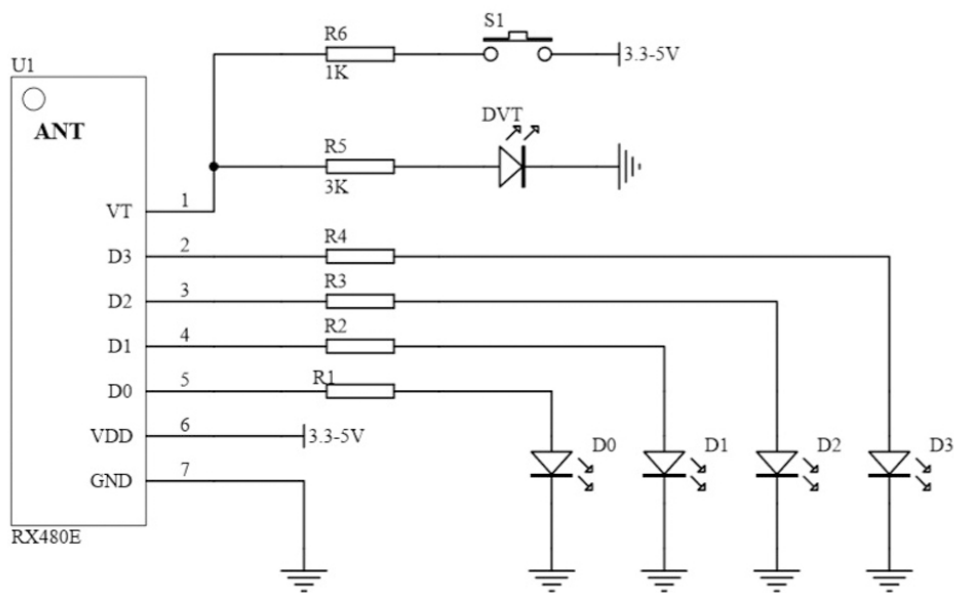 R6
S1
1K
3.3-5V
U1
ANT
DVT
R5
3K
VT
1
D3
2
R4
D2
3
R3
D1
4
R2
D0
5
R1
VDD
6
3.3-5V
D0
D1
D2
D3
GND
7
RX480E